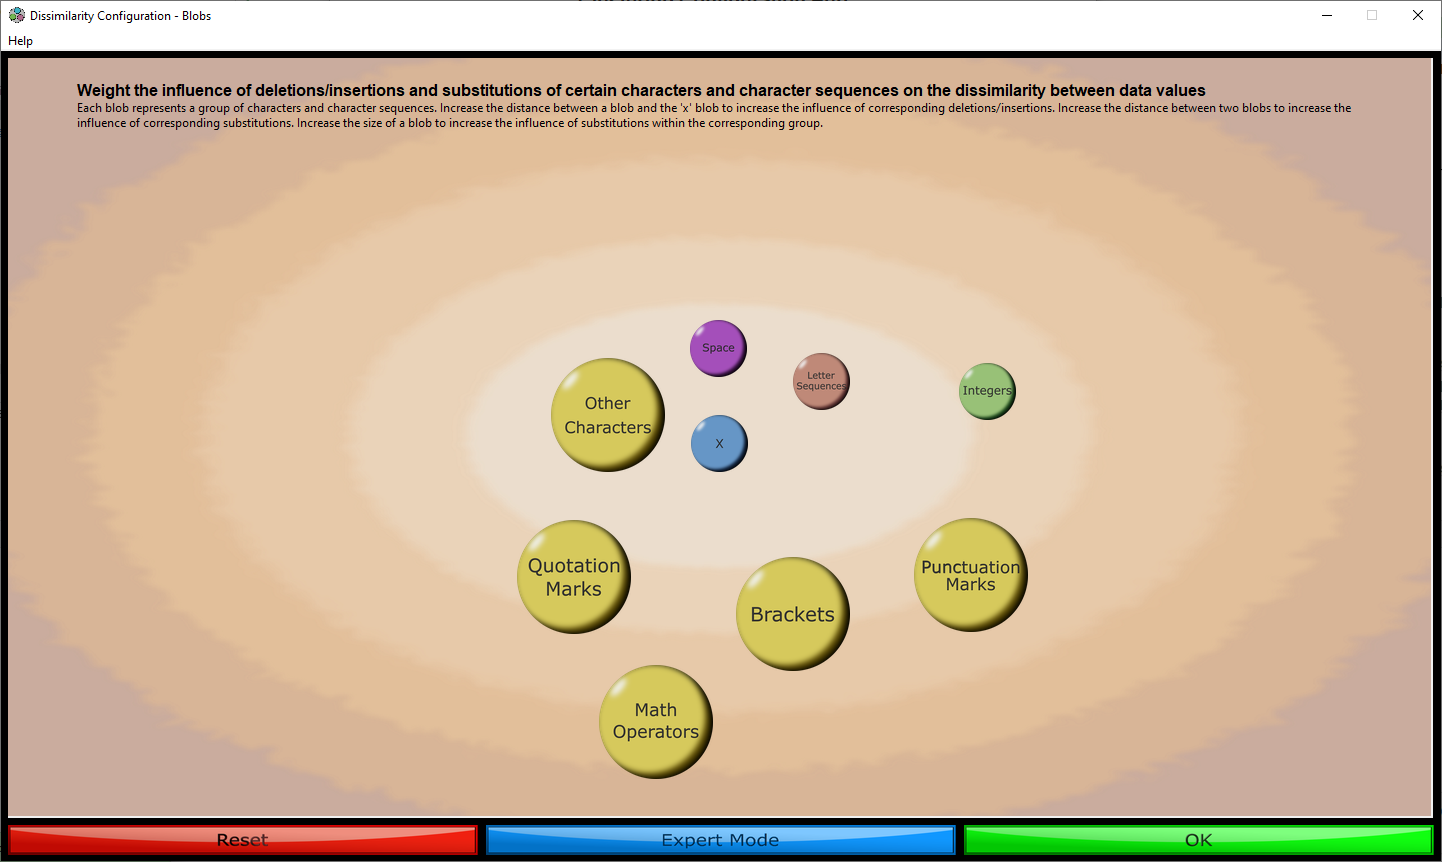 Dissimilarity Configuration - Blobs
Help
Weight the influence of deletions/insertions and substitutions of certain characters and character sequences on the dissimilarity between data values
Each blob represents a group of characters and character sequences. Increase the distance between a blob and the 'x' blob to increase the influence of corresponding deletions/insertions. Increase the distance between two blobs to increase the
influence of corresponding substitutions. Increase the size of a blob to increase the influence of substitutions within the corresponding group.
Space
Letter
Sequences
Integers
Other
Characters
X
Quotation
Marks
Brackets
Punctuation
Marks
Math
Operators
Reset
Expert Mode
OK